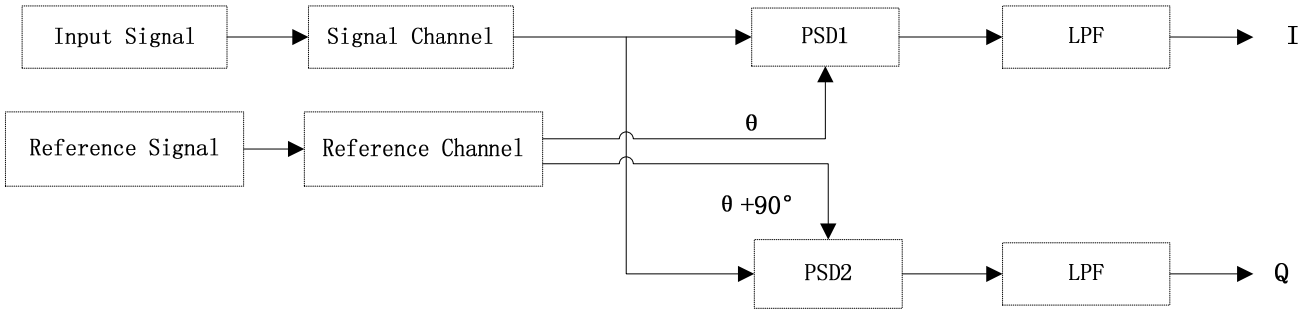 Input Signal
Signal Channel
PSD1
LPF
I
Reference Signal
Reference Channel
θ
θ+90°
PSD2
LPF
Q